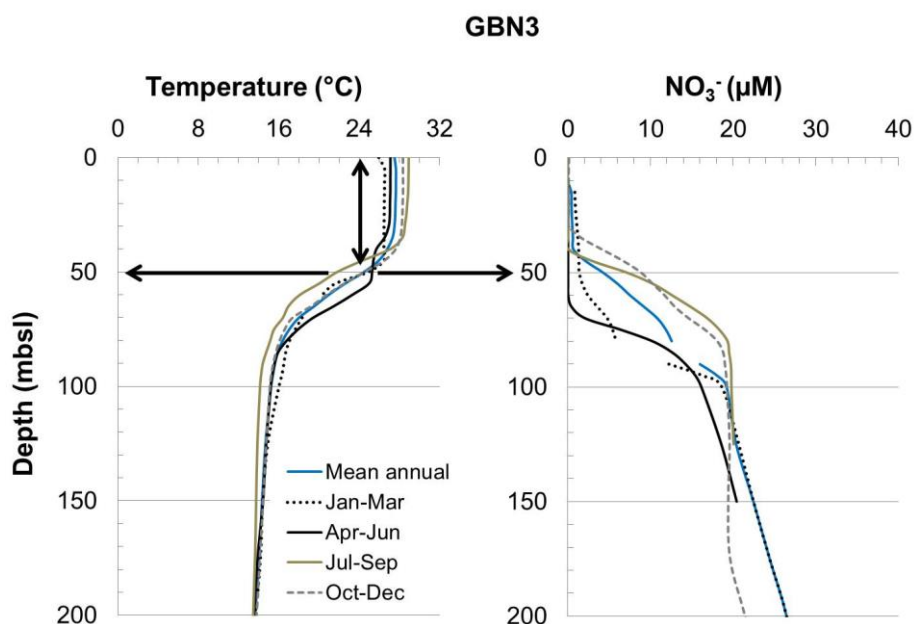 GBN3
Temperature (°C)
0 8 16 24 32
0
50
100
150
200
Depth (mbsl)
Mean annual
Jan-Mar
Apr-Jun
Jul-Sep
Oct-Dec
NO₃⁻ (µM)
0 10 20 30 40
0
50
100
150
200